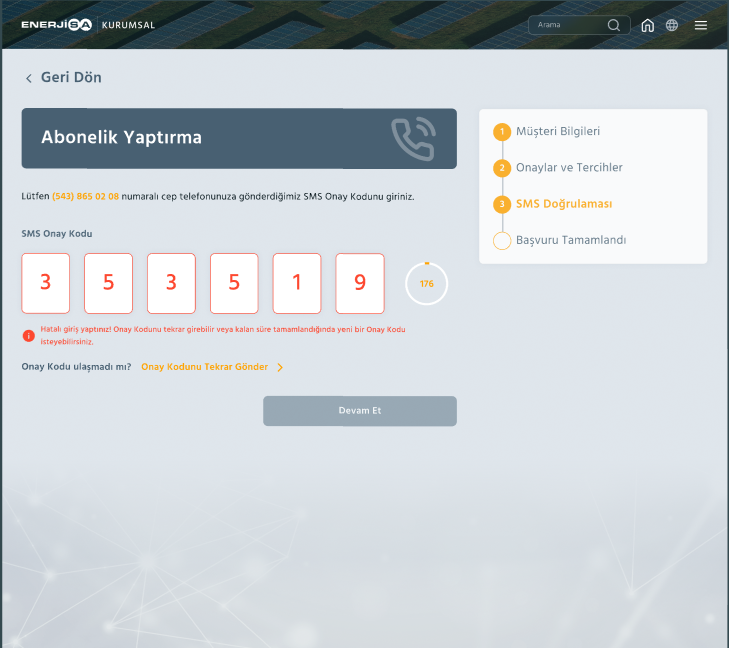 ENERJİSA KURUMSAL
Arama
Geri Dön
Abonelik Yaptırma
Lütfen (543) 865 02 08 numaralı cep telefonunuza gönderdiğimiz SMS Onay Kodunu giriniz.
SMS Onay Kodu
3 5 3 5 1 9
176
Hatalı giriş yaptınız! Onay Kodunu tekrar girebilir veya kalan süre tamamlandığında yeni bir Onay Kodu
isteyebilirsiniz.
Onay Kodu ulaşmadı mı? Onay Kodunu Tekrar Gönder
Devam Et
1 Müşteri Bilgileri
2 Onaylar ve Tercihler
3 SMS Doğrulaması
Başvuru Tamamlandı